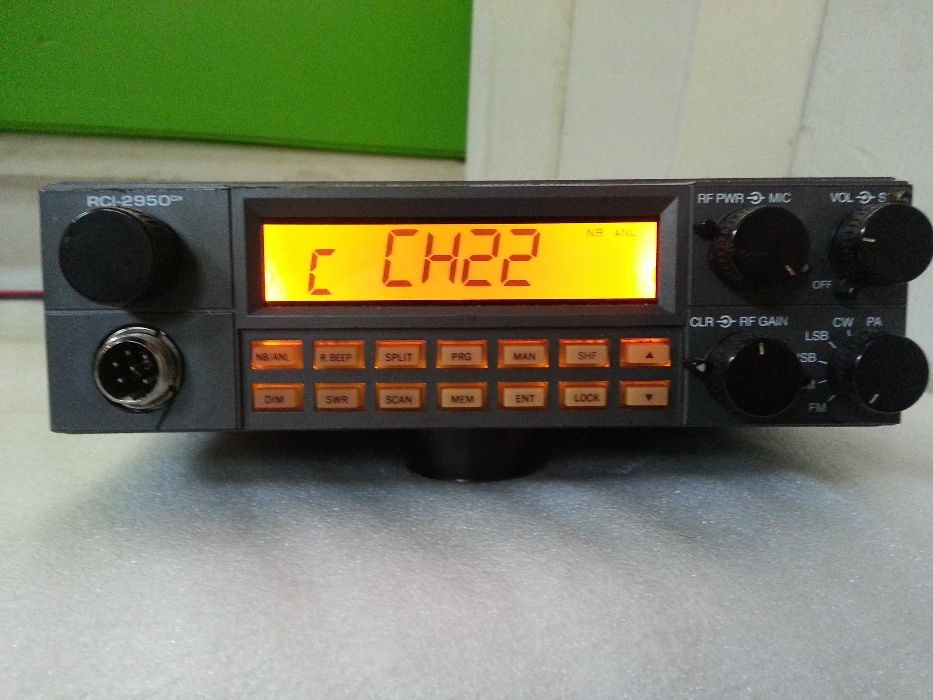 RCI-2950DX
C CH22
NB ANL
RF PWR MIC
VOL
OFF
CLR RF GAIN
CW PA
LSB
FM
NB/ANL R.BEEP SPLIT PRG MAN SHF ▲
DIM SWR SCAN MEM ENT LOCK ▼